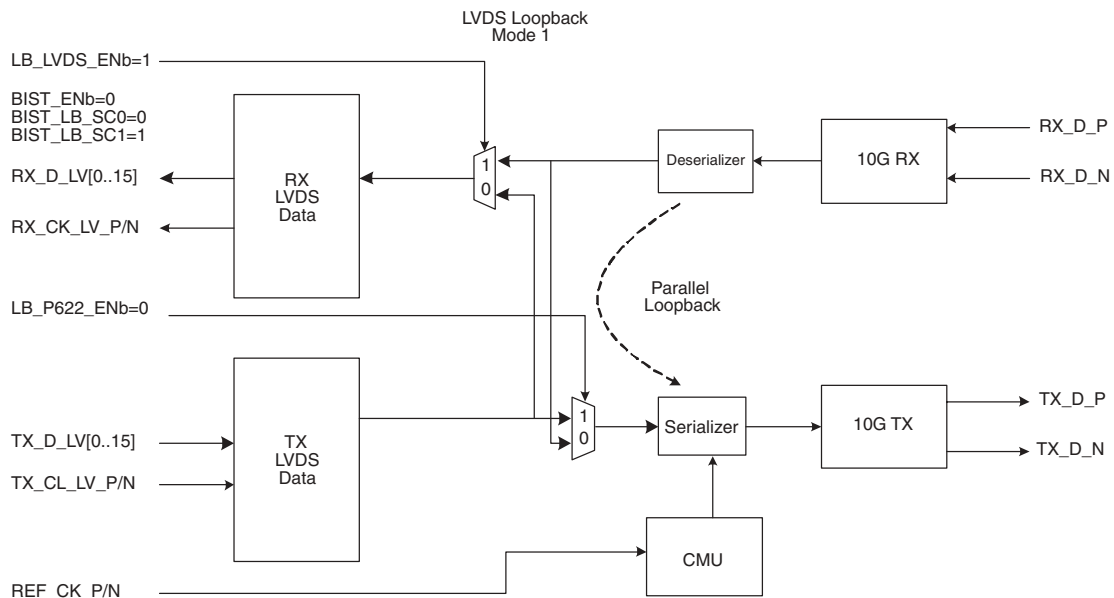 LVDS Loopback
Mode 1
LB_LVDS_ENb=1
BIST_ENb=0
BIST_LB_SC0=0
BIST_LB_SC1=1
RX_D_LV[0..15]
RX_CK_LV_P/N
RX
LVDS
Data
1
0
Deserializer
10G RX
RX_D_P
RX_D_N
Parallel
Loopback
LB_P622_ENb=0
TX_D_LV[0..15]
TX_CL_LV_P/N
TX
LVDS
Data
1
0
Serializer
10G TX
TX_D_P
TX_D_N
CMU
REF_CK_P/N